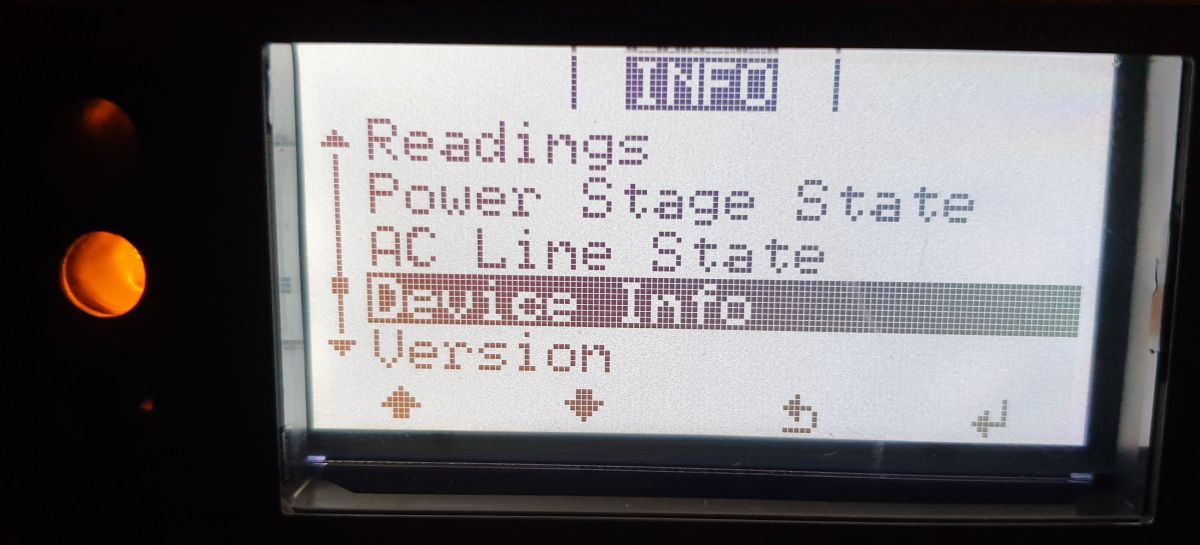 INFO
Readings
Power Stage State
AC Line State
Device Info
Version